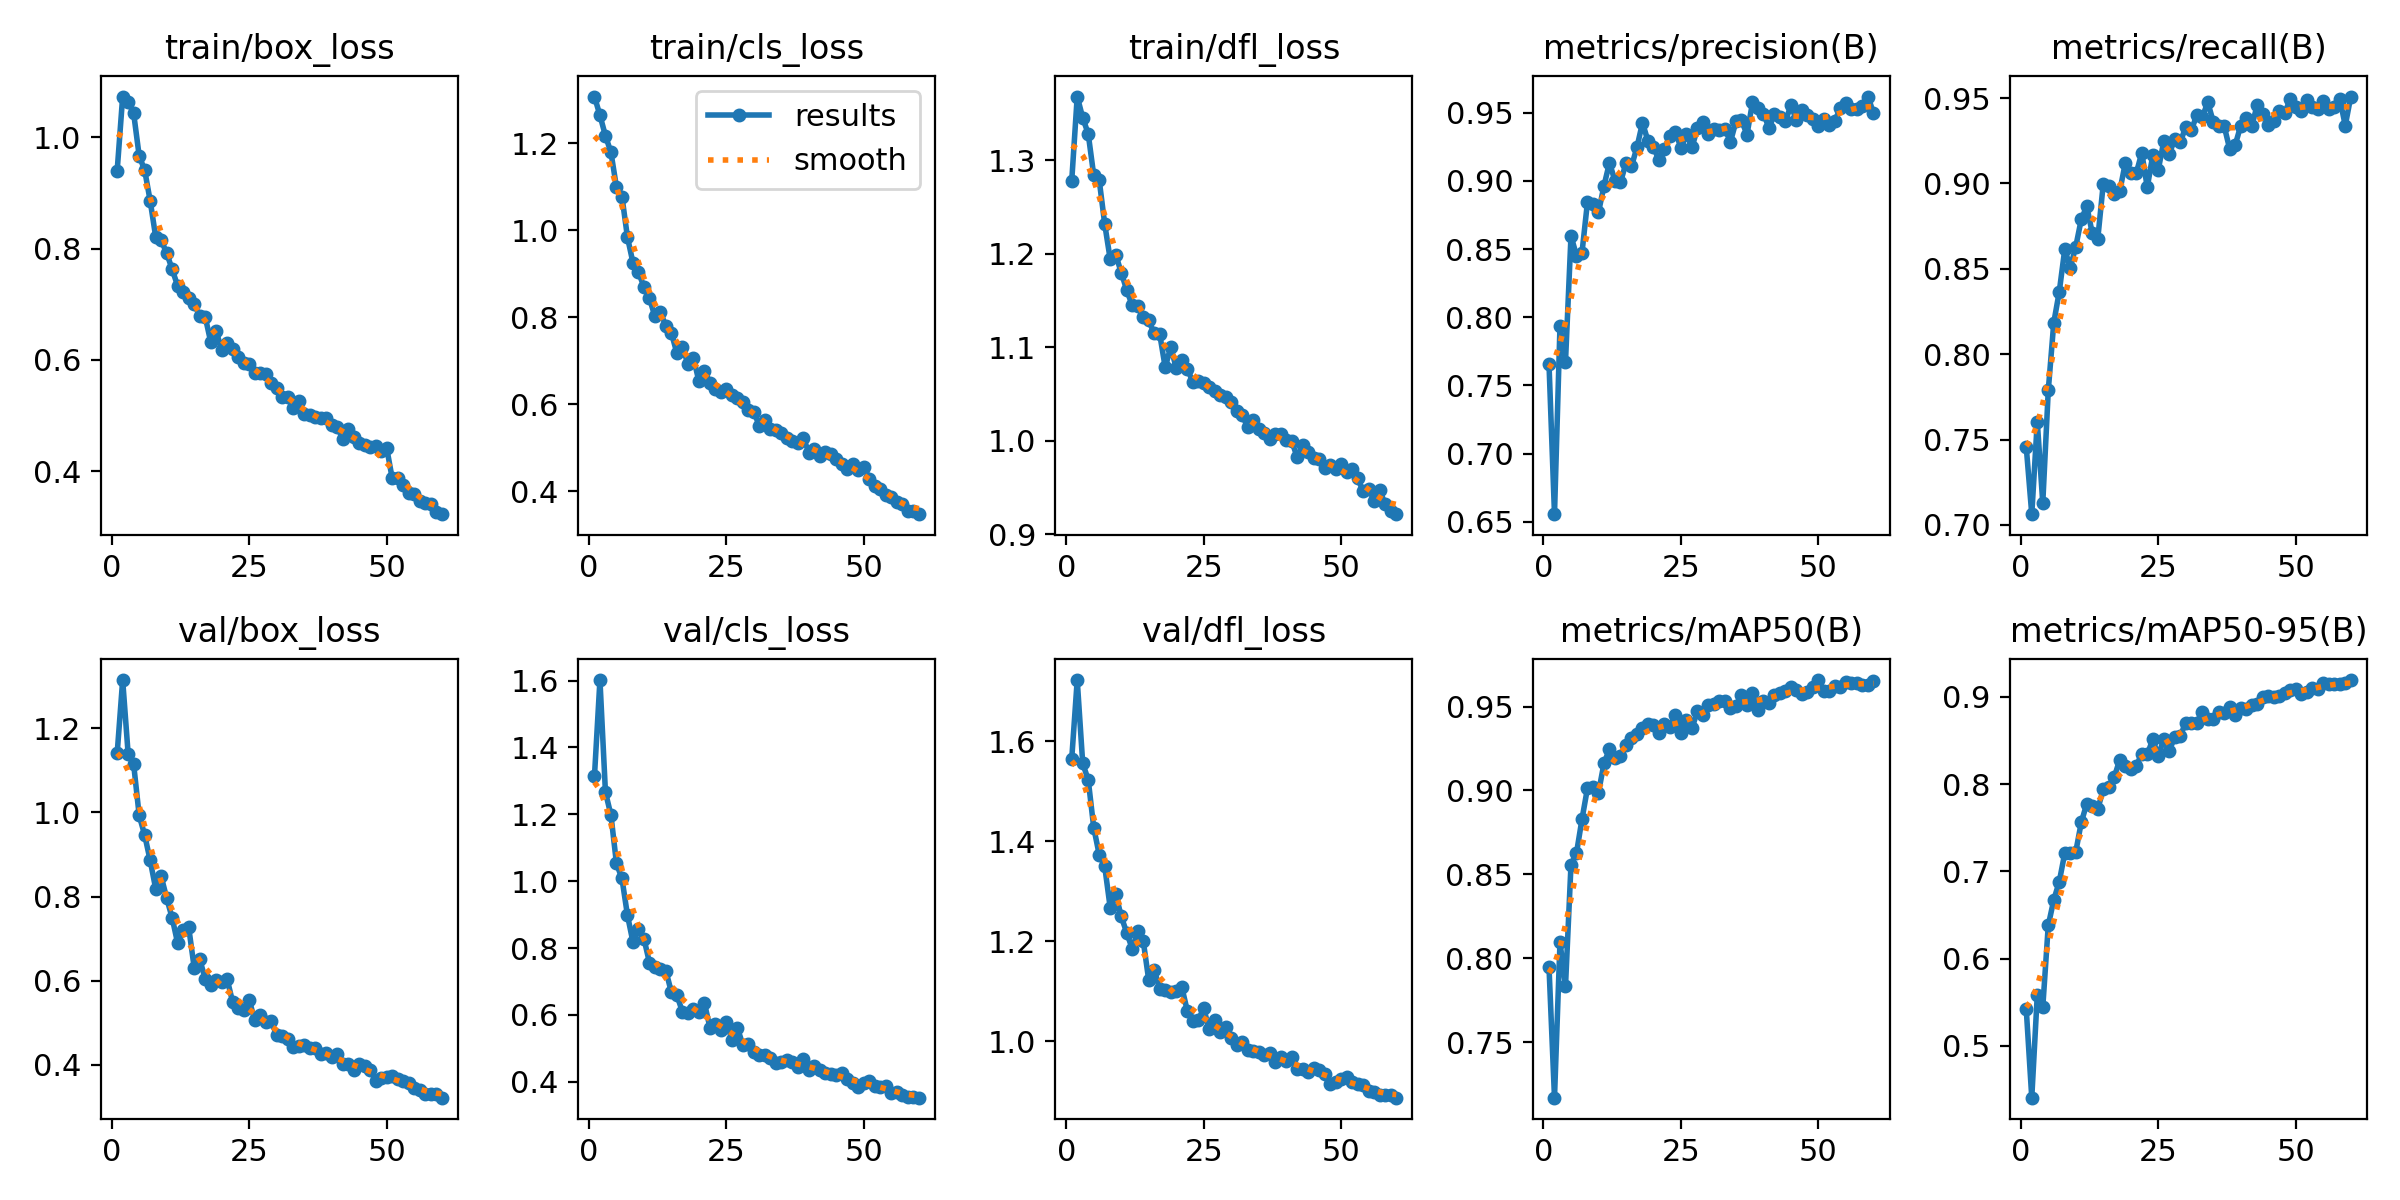 train/box_loss
train/cls_loss
train/dfl_loss
metrics/precision(B)
metrics/recall(B)
1.0
0.8
0.6
0.4
0 25 50
results
smooth
1.2
1.0
0.8
0.6
0.4
0 25 50
1.3
1.2
1.1
1.0
0.9
0 25 50
0.95
0.90
0.85
0.80
0.75
0.70
0.65
0 25 50
0.95
0.90
0.85
0.80
0.75
0.70
0 25 50
val/box_loss
val/cls_loss
val/dfl_loss
metrics/mAP50(B)
metrics/mAP50-95(B)
1.2
1.0
0.8
0.6
0.4
0 25 50
1.6
1.4
1.2
1.0
0.8
0.6
0.4
0 25 50
1.6
1.4
1.2
1.0
0 25 50
0.95
0.90
0.85
0.80
0.75
0 25 50
0.9
0.8
0.7
0.6
0.5
0 25 50